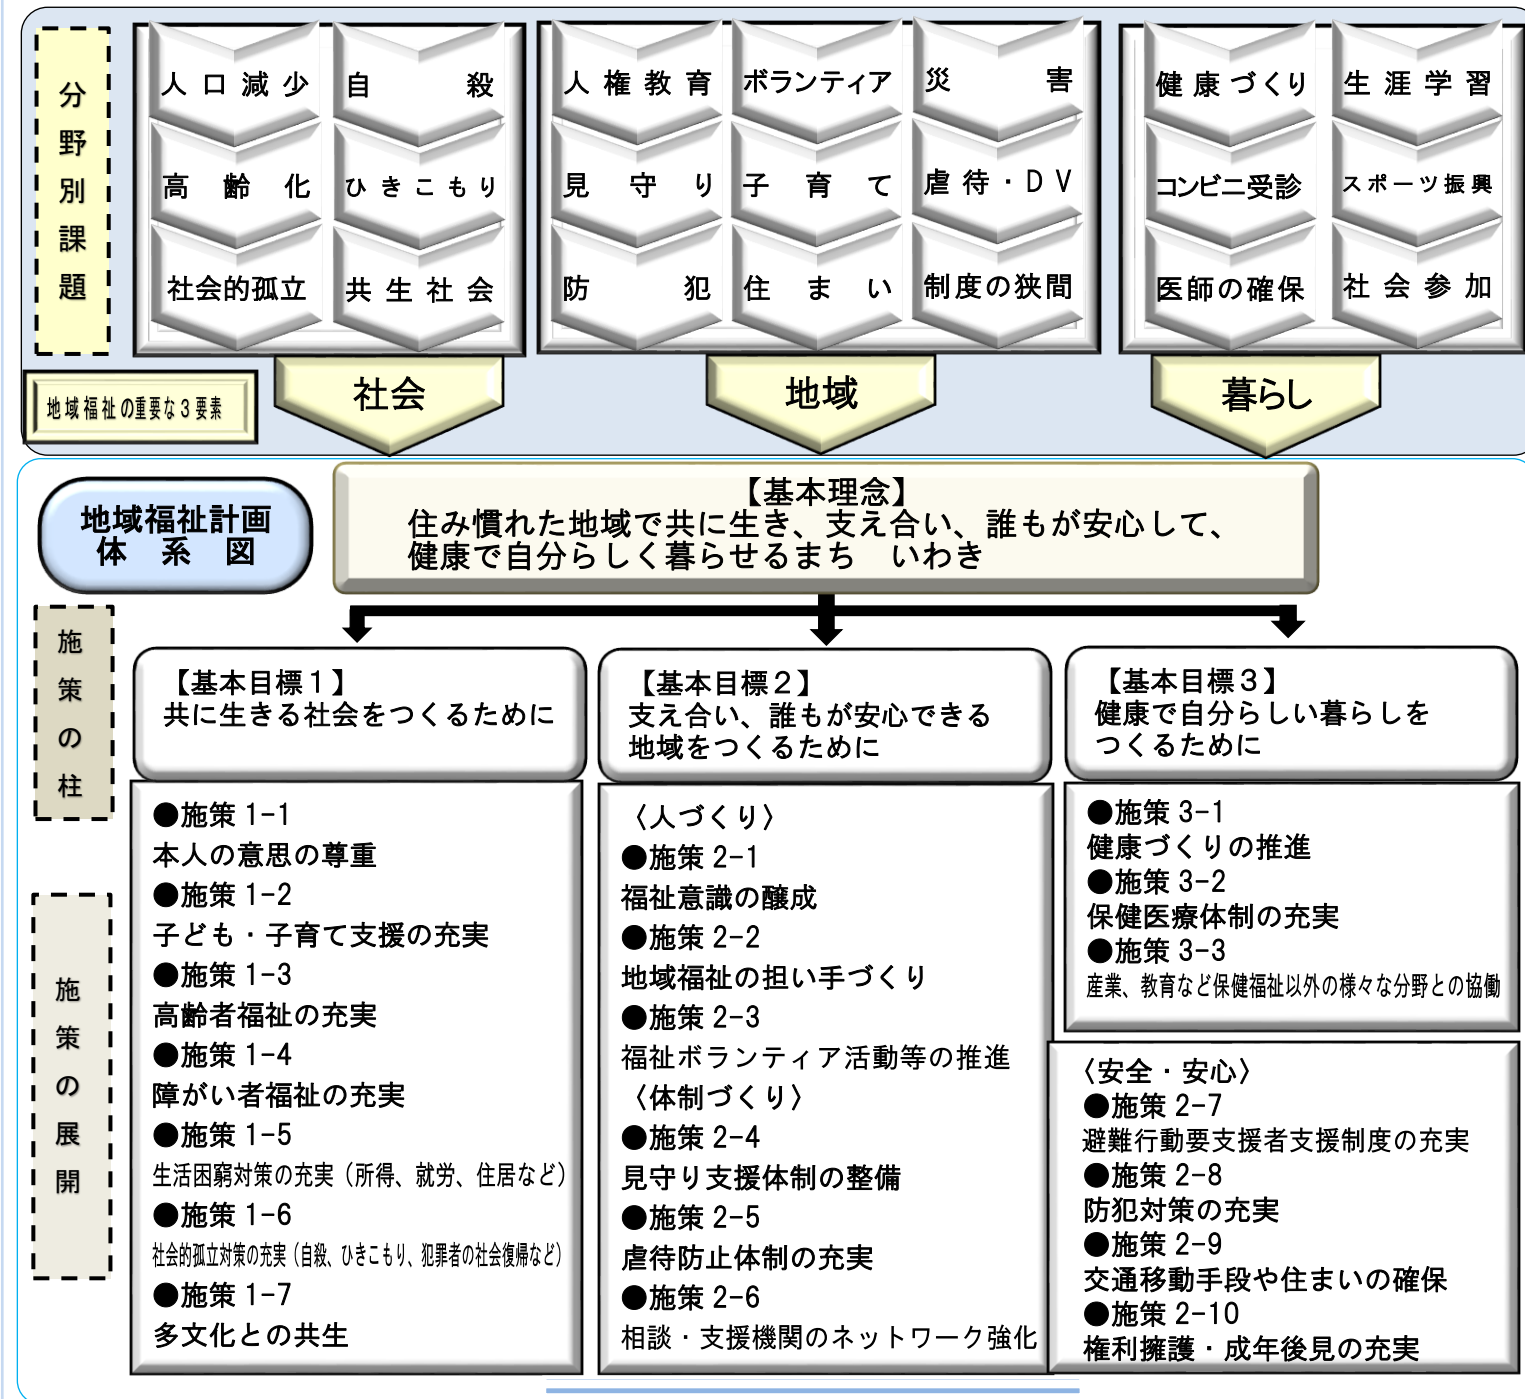 分野別課題
人口減少
自殺
高齢化
ひきこもり
社会的孤立
共生社会
人権教育
ボランティア
災害
見守り
子育て
虐待・DV
防犯
住まい
制度の狭間
健康づくり
生涯学習
コンビニ受診
スポーツ振興
医師の確保
社会参加
地域福祉の重要な3要素
社会
地域
暮らし
地域福祉計画
体系図
【基本理念】
住み慣れた地域で共に生き、支え合い、誰もが安心して、
健康で自分らしく暮らせるまち　いわき
施策の柱
【基本目標1】
共に生きる社会をつくるために
【基本目標2】
支え合い、誰もが安心できる
地域をつくるために
【基本目標3】
健康で自分らしい暮らしを
つくるために
施策の展開
●施策 1-1
本人の意思の尊重
●施策 1-2
子ども・子育て支援の充実
●施策 1-3
高齢者福祉の充実
●施策 1-4
障がい者福祉の充実
●施策 1-5
生活困窮対策の充実（所得、就労、住居など）
●施策 1-6
社会的孤立対策の充実（自殺、ひきこもり、犯罪者の社会復帰など）
●施策 1-7
多文化との共生
〈人づくり〉
●施策 2-1
福祉意識の醸成
●施策 2-2
地域福祉の担い手づくり
●施策 2-3
福祉ボランティア活動等の推進
〈体制づくり〉
●施策 2-4
見守り支援体制の整備
●施策 2-5
虐待防止体制の充実
●施策 2-6
相談・支援機関のネットワーク強化
●施策 3-1
健康づくりの推進
●施策 3-2
保健医療体制の充実
●施策 3-3
産業、教育など保健福祉以外の様々な分野との協働
〈安全・安心〉
●施策 2-7
避難行動要支援者支援制度の充実
●施策 2-8
防犯対策の充実
●施策 2-9
交通移動手段や住まいの確保
●施策 2-10
権利擁護・成年後見の充実